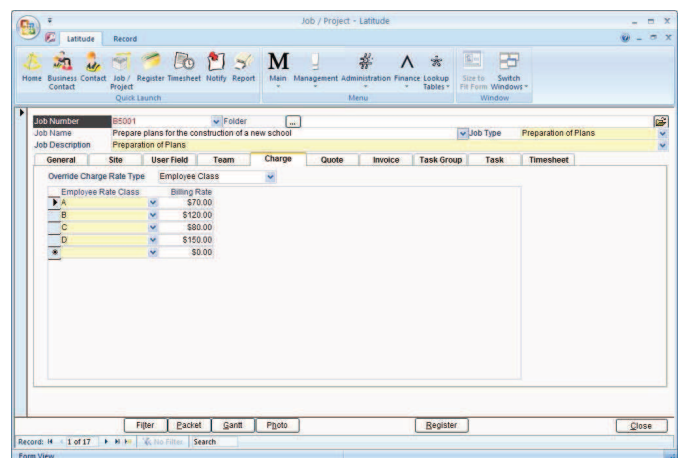 Job / Project - Latitude
Latitude Record
Home Business Contact Contact Job / Project Register Timesheet Notify Report Main Management Administration Finance Lookup Tables Size to Fit Form Switch Windows
Quick Launch Menu Window
Job Number B5001 Folder ...
Job Name Prepare plans for the construction of a new school Job Type Preparation of Plans
Job Description Preparation of Plans
General Site User Field Team Charge Quote Invoice Task Group Task Timesheet
Override Charge Rate Type Employee Class
Employee Rate Class Billing Rate
A $70.00
B $120.00
C $80.00
D $150.00
$0.00
Filter Packet Gantt Photo Register Close
Record: 1 of 17 No Filter Search
Form View